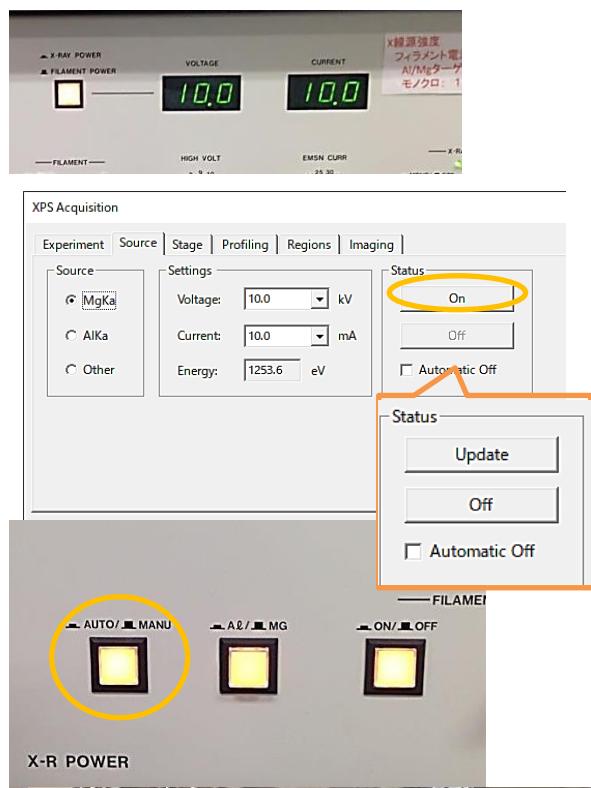 X-RAY POWER
FILAMENT POWER
VOLTAGE
CURRENT
10.0
10.0
X線源強度
フィラメント電
Al/Mgターゲ
モノクロ: 1
FILAMENT
HIGH VOLT
EMSN CURR
25 30
XPS Acquisition
Experiment Source Stage Profiling Regions Imaging
Source
MgKa
AlKa
Other
Settings
Voltage: 10.0 kV
Current: 10.0 mA
Energy: 1253.6 eV
Status
On
Off
Automatic Off
Status
Update
Off
Automatic Off
FILAMEN
AUTO/ MANU
Aℓ/ MG
ON/ OFF
X-R POWER